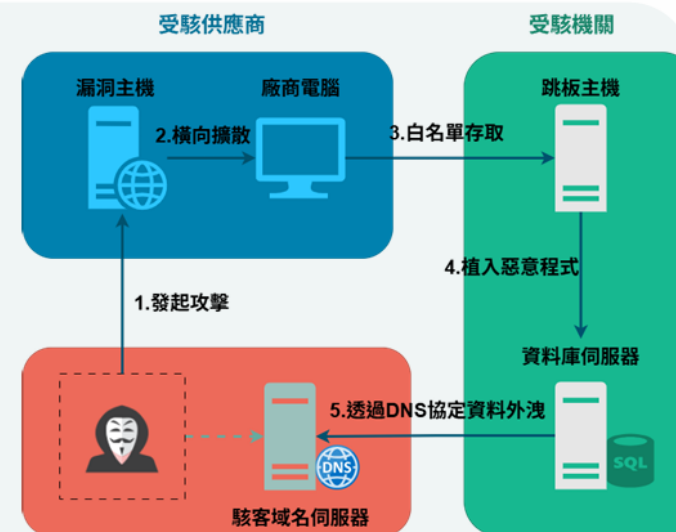 受駭供應商
受駭機關
漏洞主機
廠商電腦
跳板主機
2.橫向擴散
3.白名單存取
4.植入惡意程式
1.發起攻擊
資料庫伺服器
5.透過DNS協定資料外洩
SQL
DNS
駭客域名伺服器